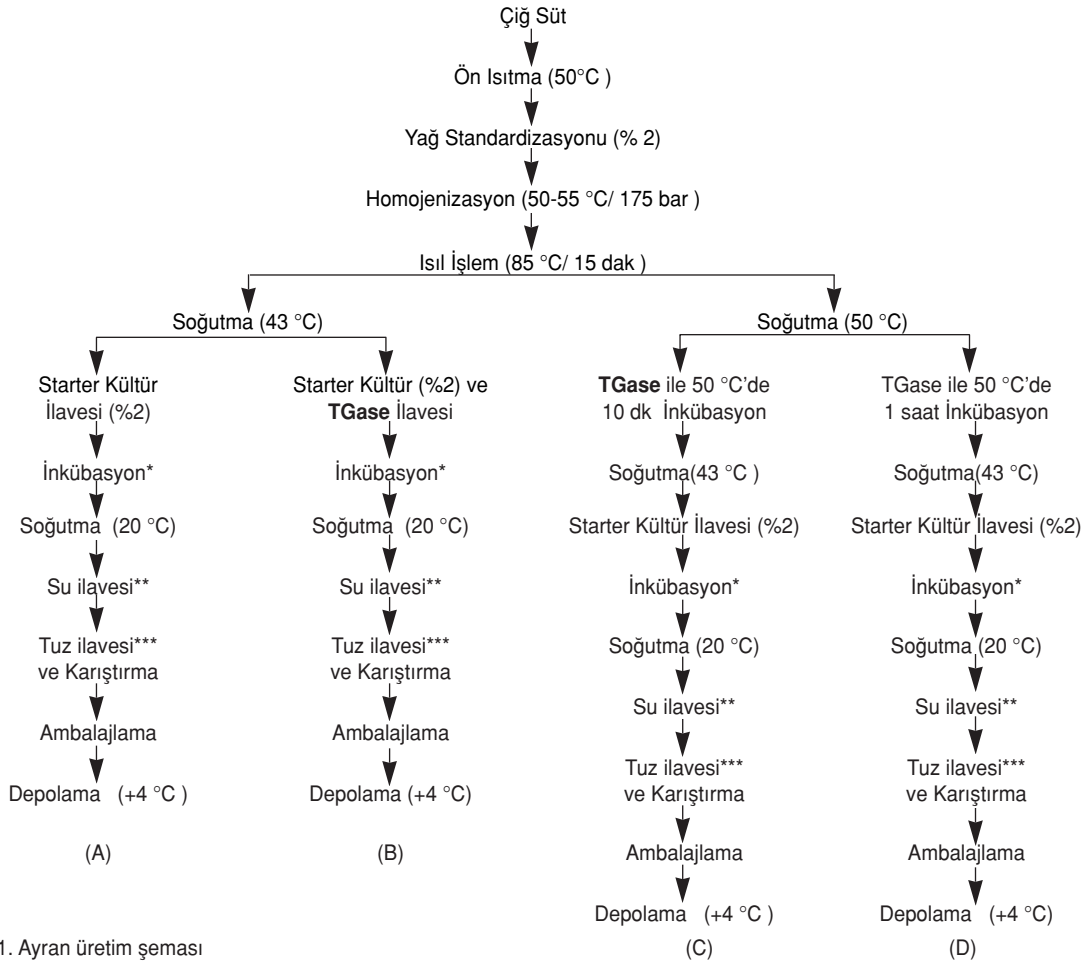 Çiğ Süt
Ön Isıtma (50°C )
Yağ Standardizasyonu (% 2)
Homojenizasyon (50-55 °C/ 175 bar )
Isıl İşlem (85 °C/ 15 dak )
Soğutma (43 °C)
Soğutma (50 °C)
Starter Kültür
İlavesi (%2)
İnkübasyon*
Soğutma (20 °C)
Su ilavesi**
Tuz ilavesi***
ve Karıştırma
Ambalajlama
Depolama (+4 °C )
(A)
Starter Kültür (%2) ve
TGase İlavesi
İnkübasyon*
Soğutma (20 °C)
Su ilavesi**
Tuz ilavesi***
ve Karıştırma
Ambalajlama
Depolama (+4 °C)
(B)
TGase ile 50 °C'de
10 dk İnkübasyon
Soğutma(43 °C )
Starter Kültür İlavesi (%2)
İnkübasyon*
Soğutma (20 °C)
Su ilavesi**
Tuz ilavesi***
ve Karıştırma
Ambalajlama
Depolama (+4 °C )
(C)
TGase ile 50 °C'de
1 saat İnkübasyon
Soğutma(43 °C)
Starter Kültür İlavesi (%2)
İnkübasyon*
Soğutma (20 °C)
Su ilavesi**
Tuz ilavesi***
ve Karıştırma
Ambalajlama
Depolama (+4 °C)
(D)
1. Ayran üretim şeması